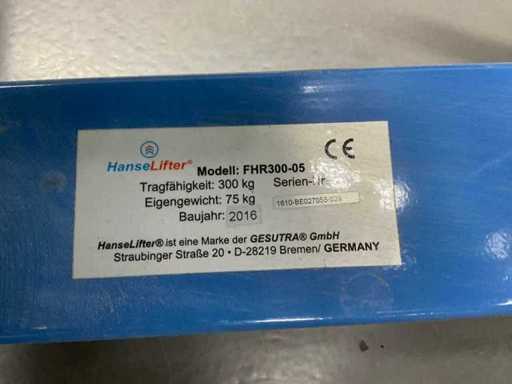 HanseLifter®
Modell: FHR300-05
Tragfähigkeit: 300 kg
Eigengewicht: 75 kg
Baujahr: 2016
CE
HanseLifter® ist eine Marke der GESUTRA® GmbH
Straubinger Straße 20 • D-28219 Bremen/ GERMANY